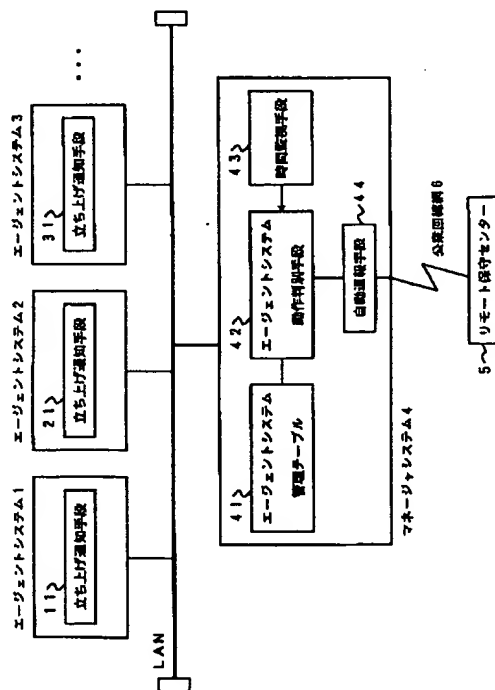 エージェントシステム1
11
立ち上げ通知手段
エージェントシステム2
21
立ち上げ通知手段
エージェントシステム3
31
立ち上げ通知手段
...
LAN
41
エージェントシステム
管理テーブル
42
エージェントシステム
動作判別手段
43
時間監視手段
自動通報手段
44
マネージャシステム4
公衆回線網6
5
リモート保守センター